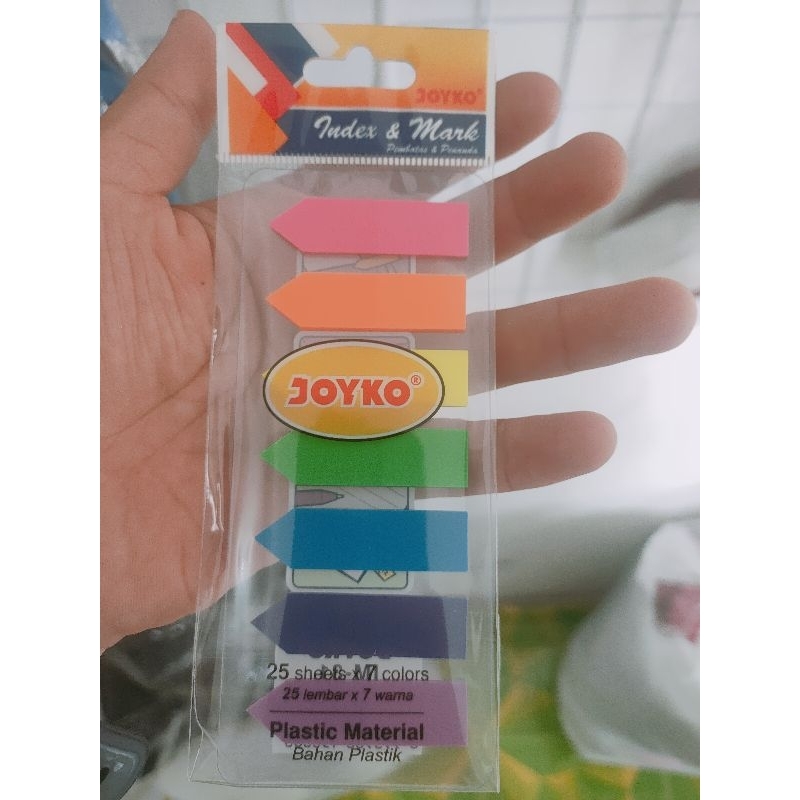 JOYKO®
Index & Mark
Pembatas & Penanda
JOYKO®
25 sheets x 7 colors
25 lembar x 7 warna
Plastic Material
Bahan Plastik